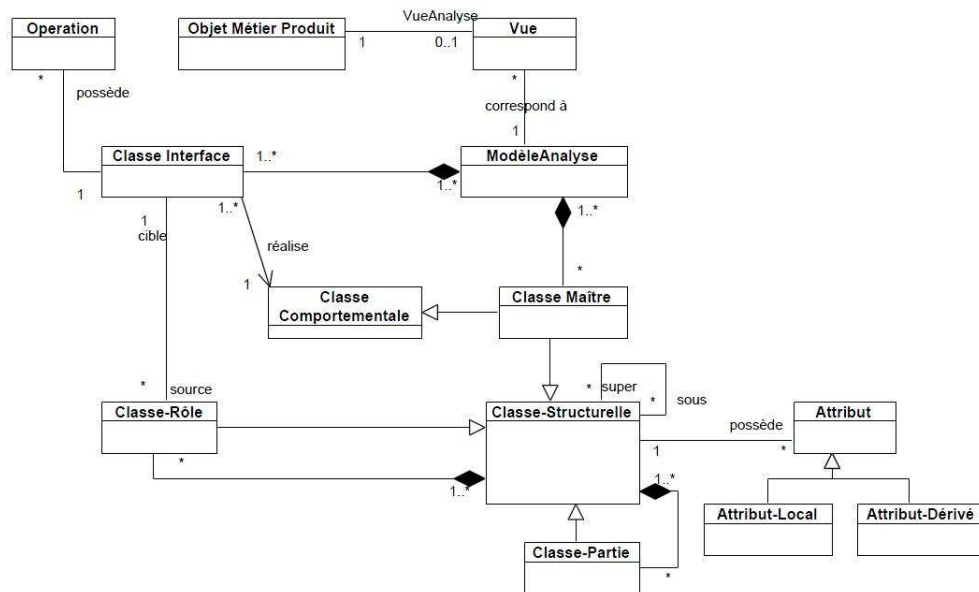 VueAnalyse
Operation
Objet Métier Produit
Vue
1
0..1
*
*
possède
correspond à
1
Classe Interface
1..*
ModèleAnalyse
1..*
1
1..*
1..*
1
cible
réalise
*
1
Classe
Comportementale
Classe Maître
*
source
*
super
*
sous
Classe-Rôle
Classe-Structurelle
Attribut
possède
1
*
*
1..*
1..*
Attribut-Local
Attribut-Dérivé
Classe-Partie
*